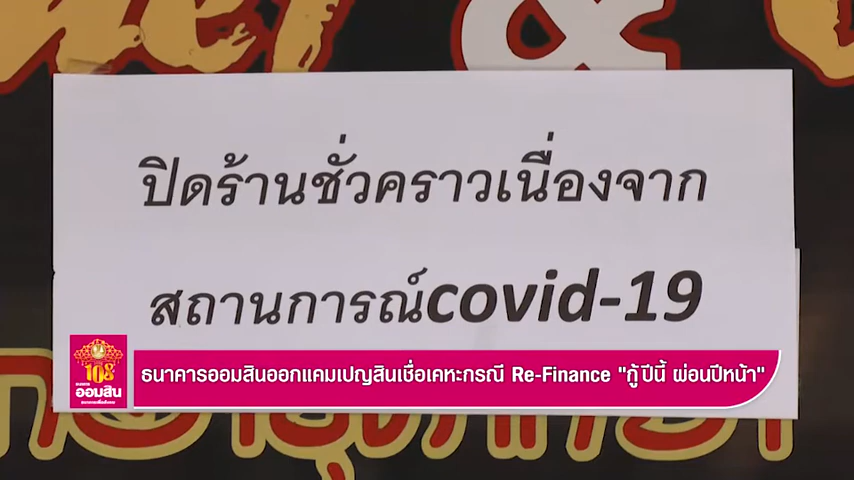 &
ปิดร้านชั่วคราวเนื่องจาก
สถานการณ์covid-19
108
ออมสิน
ธนาคารออมสินออกแคมเปญสินเชื่อเคหะกรณี Re-Finance "กู้ปีนี้ ผ่อนปีหน้า"